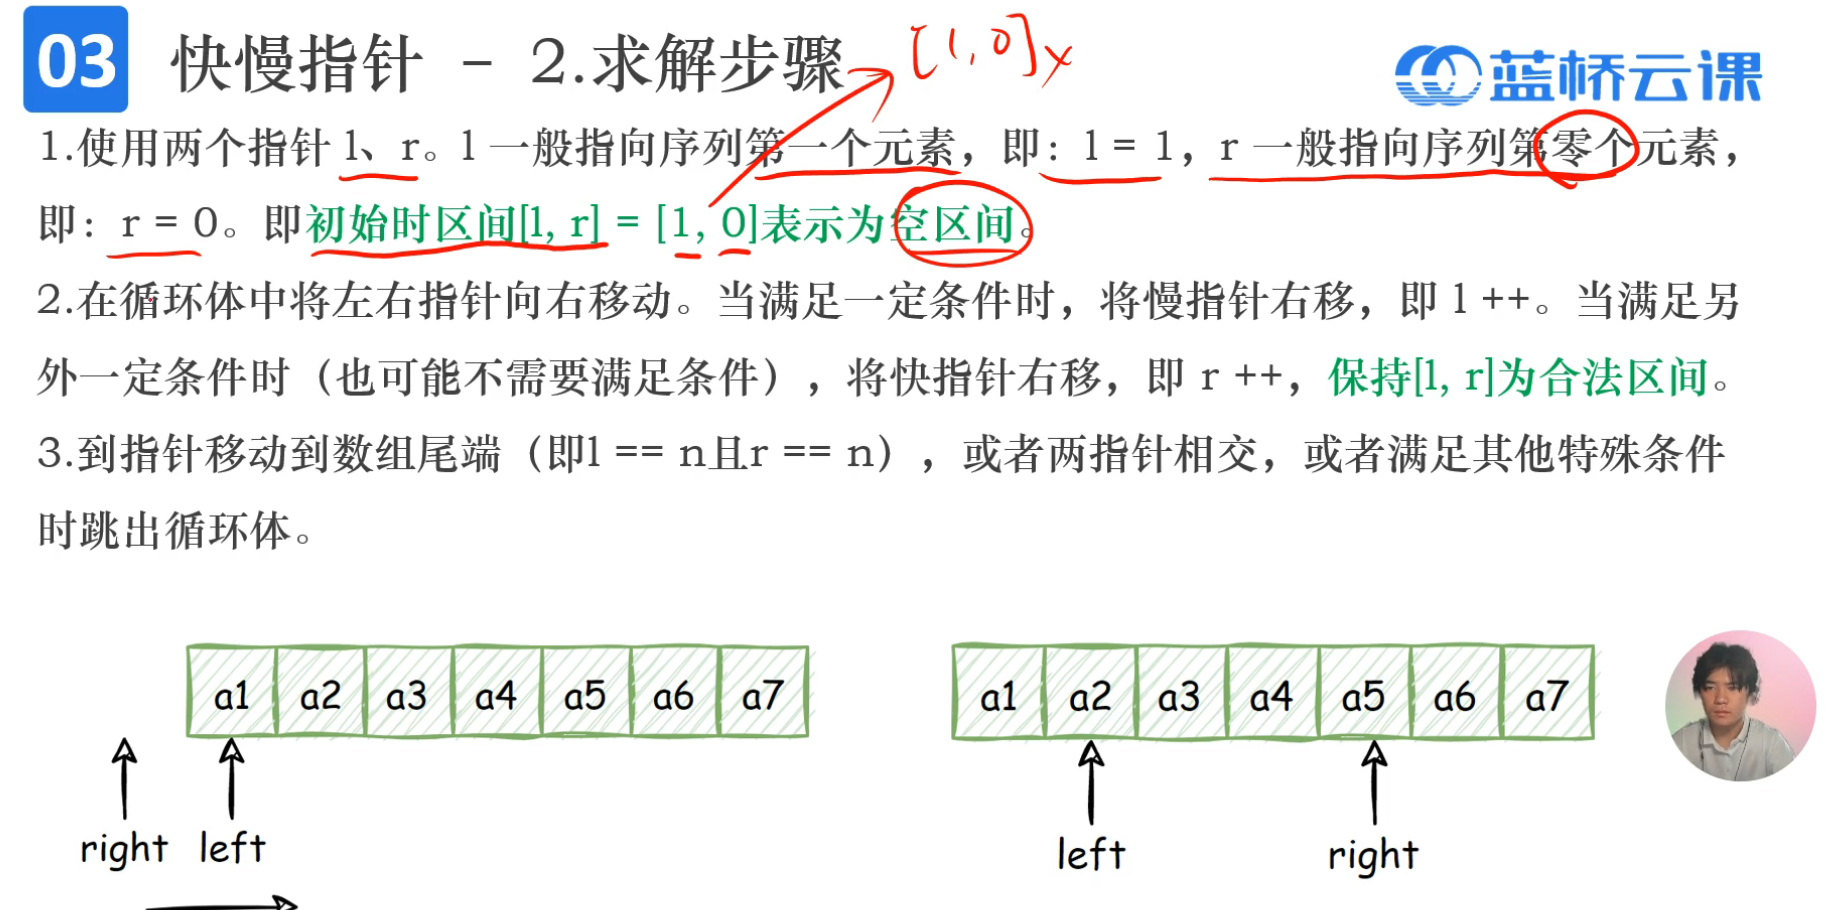 03 快慢指针 - 2.求解步骤 [1,0]x
蓝桥云课
1.使用两个指针 l、r。l 一般指向序列第一个元素，即：l = 1，r 一般指向序列第零个元素，
即：r = 0。即初始时区间[l, r] = [1, 0]表示为空区间。
2.在循环体中将左右指针向右移动。当满足一定条件时，将慢指针右移，即 l ++。当满足另
外一定条件时（也可能不需要满足条件），将快指针右移，即 r ++，保持[l, r]为合法区间。
3.到指针移动到数组尾端（即l == n且r == n），或者两指针相交，或者满足其他特殊条件
时跳出循环体。
a1 a2 a3 a4 a5 a6 a7
right left
a1 a2 a3 a4 a5 a6 a7
left right